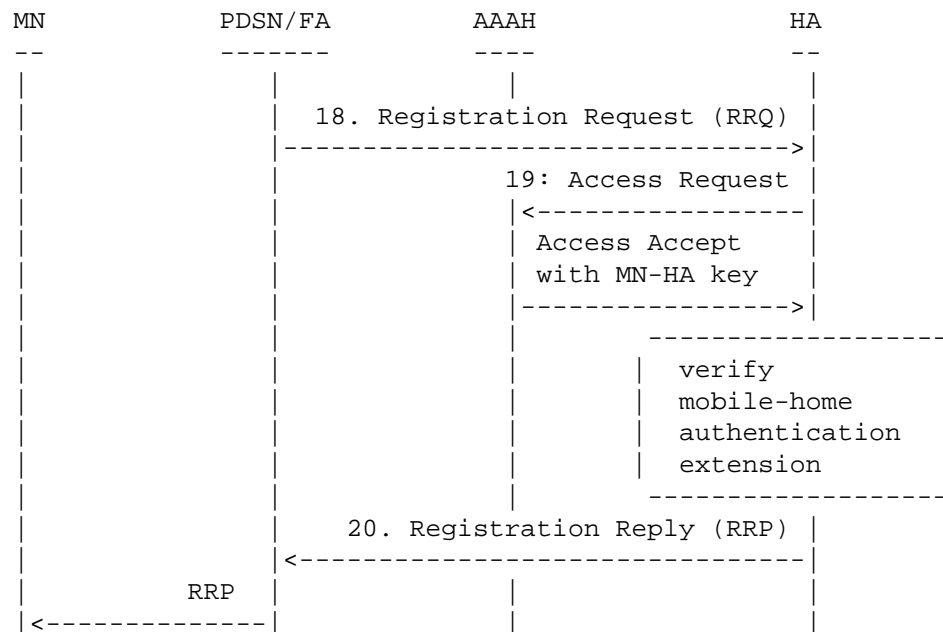 MN PDSN/FA AAAH HA
-- ------- ---- --
| | | |
| | 18. Registration Request (RRQ) |
| |-------------------------------->|
| | 19: Access Request |
| | |<-----------------|
| | | Access Accept |
| | | with MN-HA key |
| | |----------------->|
| | | -------------------
| | | | verify
| | | | mobile-home
| | | | authentication
| | | | extension
| | | -------------------
| | 20. Registration Reply (RRP) |
| |<--------------------------------|
| RRP | | |
|<--------------| | |